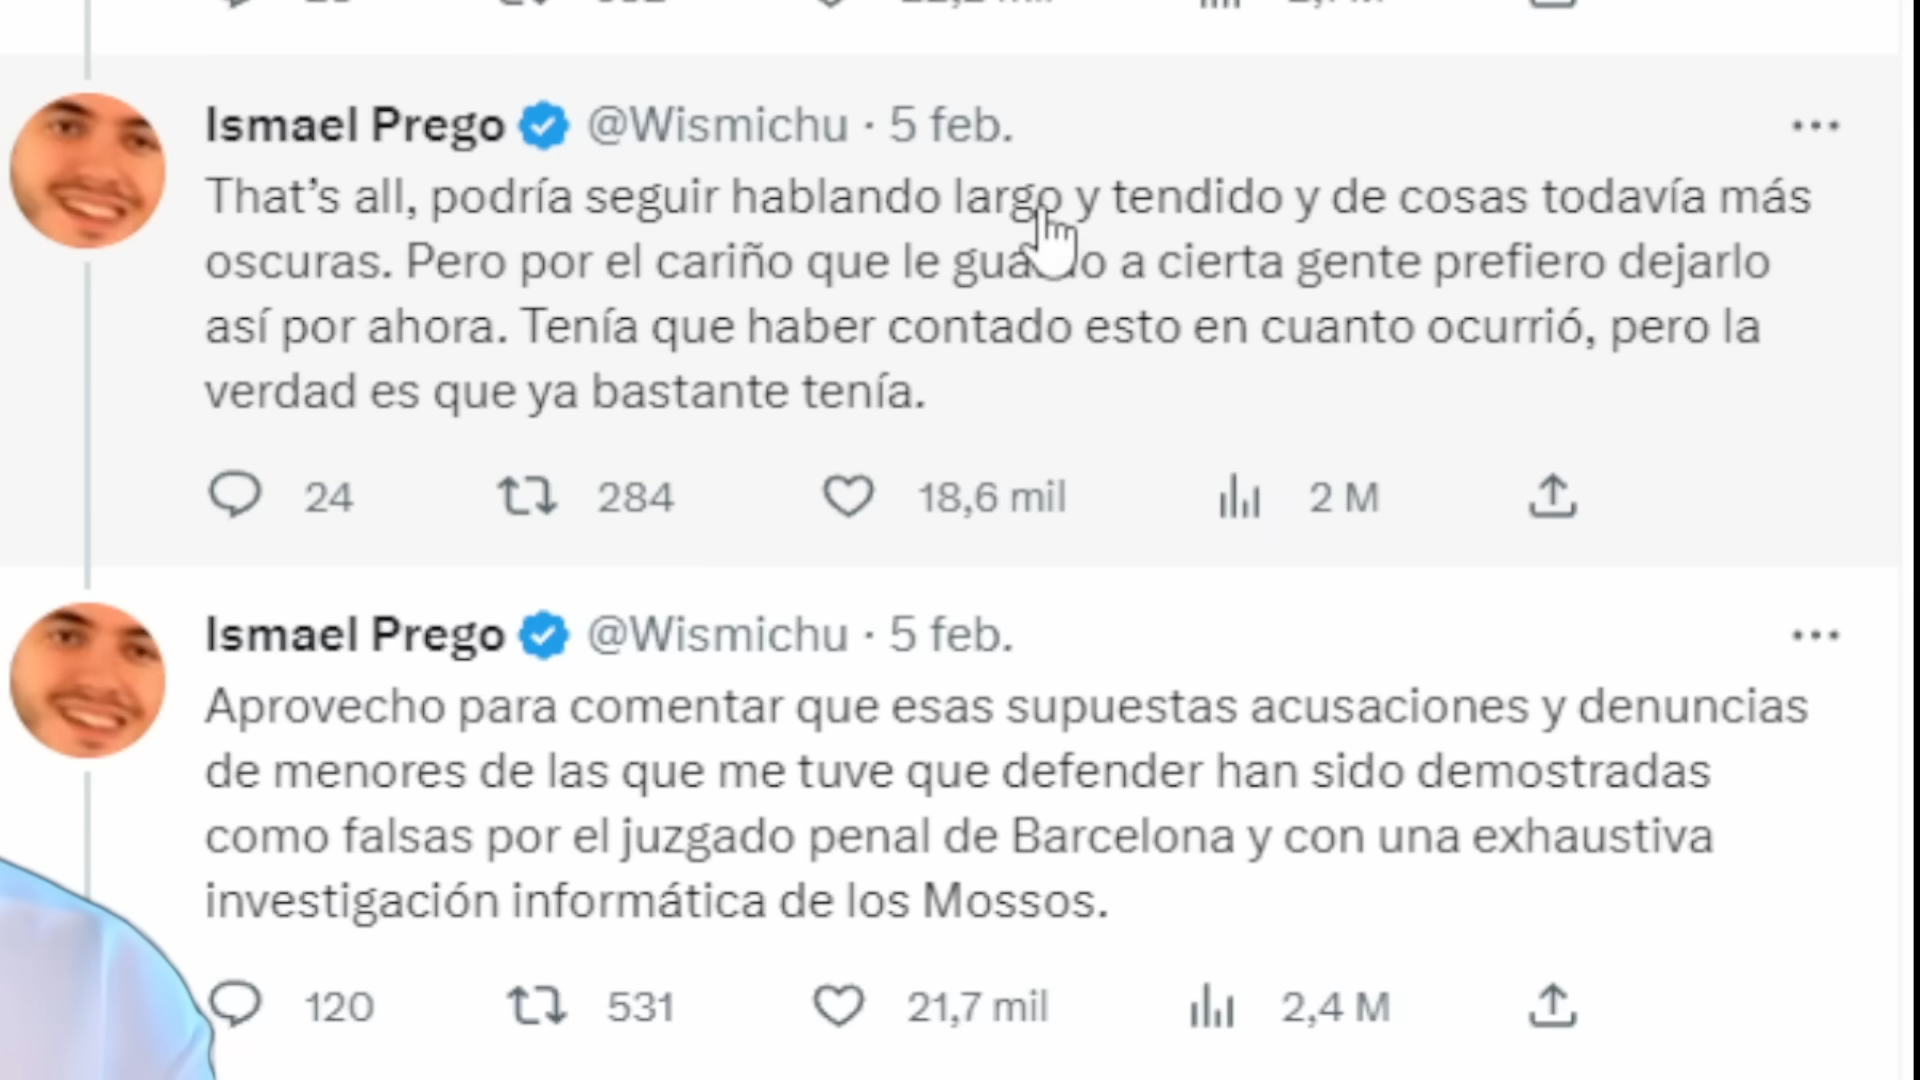 Ismael Prego @Wismichu · 5 feb.
That’s all, podría seguir hablando largo y tendido y de cosas todavía más
oscuras. Pero por el cariño que le guardo a cierta gente prefiero dejarlo
así por ahora. Tenía que haber contado esto en cuanto ocurrió, pero la
verdad es que ya bastante tenía.
24 284 18,6 mil 2 M
Ismael Prego @Wismichu · 5 feb.
Aprovecho para comentar que esas supuestas acusaciones y denuncias
de menores de las que me tuve que defender han sido demostradas
como falsas por el juzgado penal de Barcelona y con una exhaustiva
investigación informática de los Mossos.
120 531 21,7 mil 2,4 M